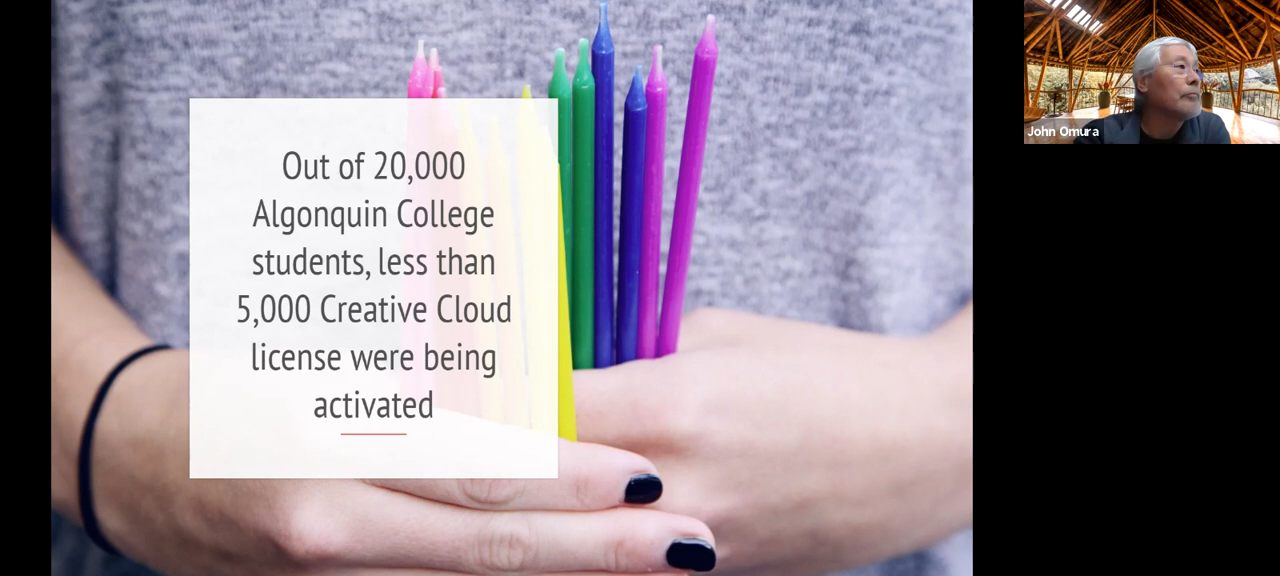 Out of 20,000
Algonquin College
students, less than
5,000 Creative Cloud
license were being
activated
John Omura